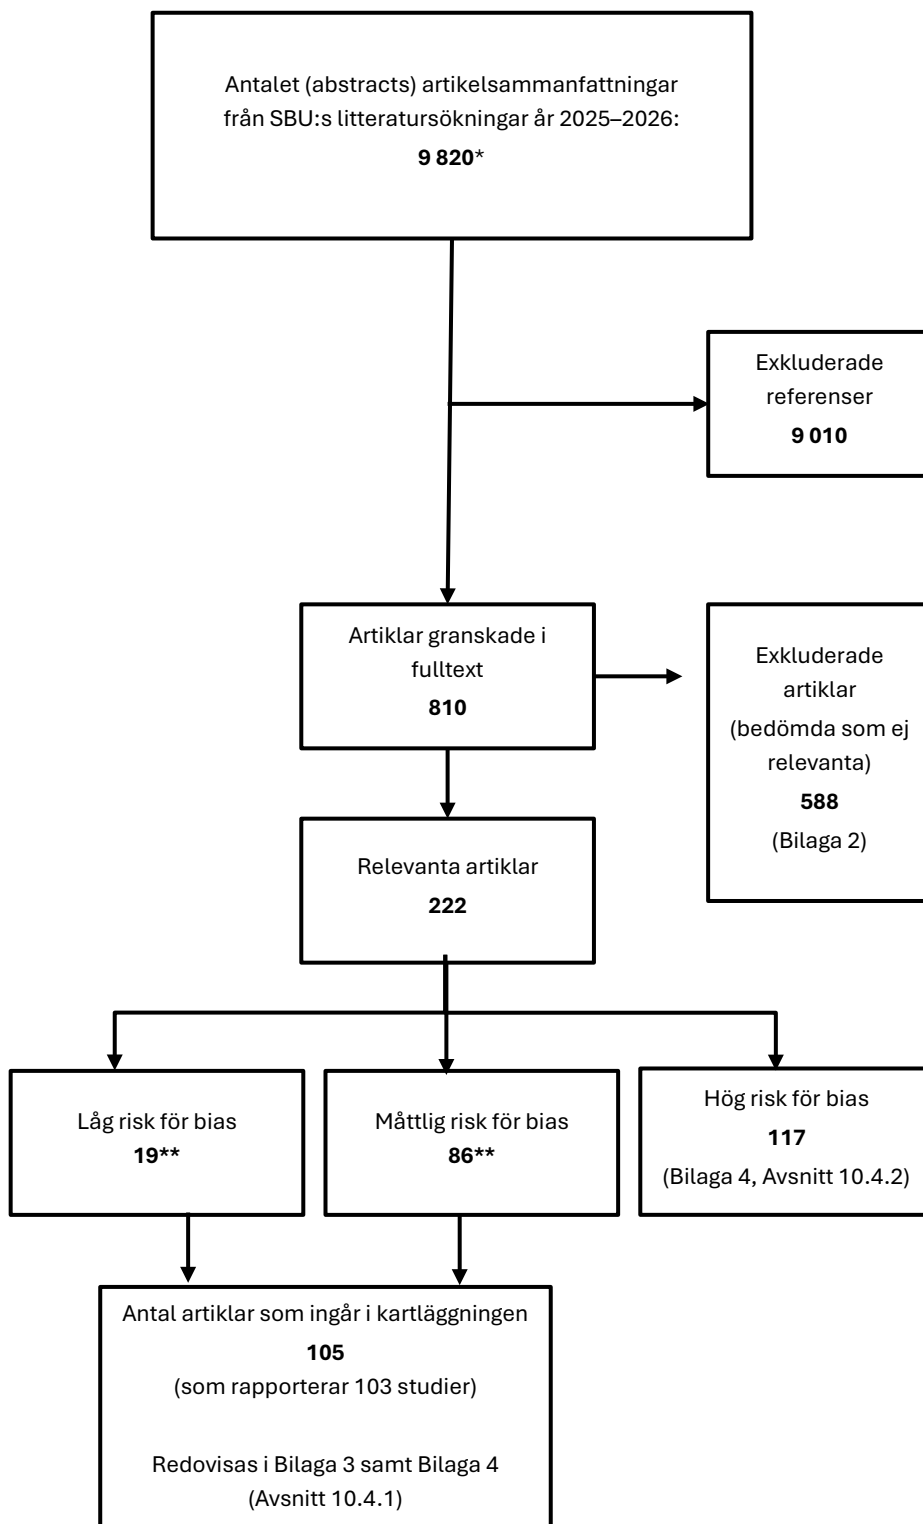 Antalet (abstracts) artikelsammanfattningar
från SBU:s litteratursökningar år 2025–2026:
9 820*
Exkluderade
referenser
9 010
Artiklar granskade i
fulltext
810
Exkluderade
artiklar
(bedömda som ej
relevanta)
588
(Bilaga 2)
Relevanta artiklar
222
Låg risk för bias
19**
Måttlig risk för bias
86**
Hög risk för bias
117
(Bilaga 4, Avsnitt 10.4.2)
Antal artiklar som ingår i kartläggningen
105
(som rapporterar 103 studier)
Redovisas i Bilaga 3 samt Bilaga 4
(Avsnitt 10.4.1)